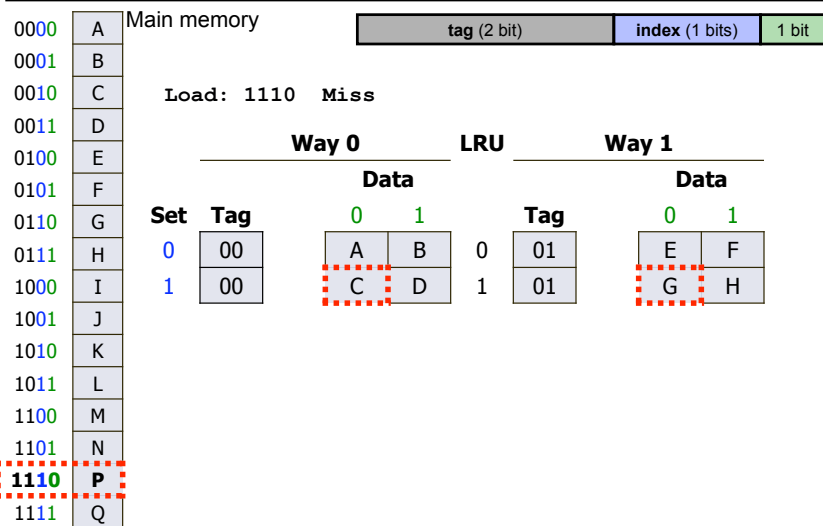 Main memory
tag (2 bit) index (1 bits) 1 bit
0000 A
0001 B
0010 C
0011 D
0100 E
0101 F
0110 G
0111 H
1000 I
1001 J
1010 K
1011 L
1100 M
1101 N
1110 P
1111 Q
Load: 1110 Miss
Way 0 LRU Way 1
Data Data
Set Tag 0 1 Tag 0 1
0 00 A B 0 01 E F
1 00 C D 1 01 G H